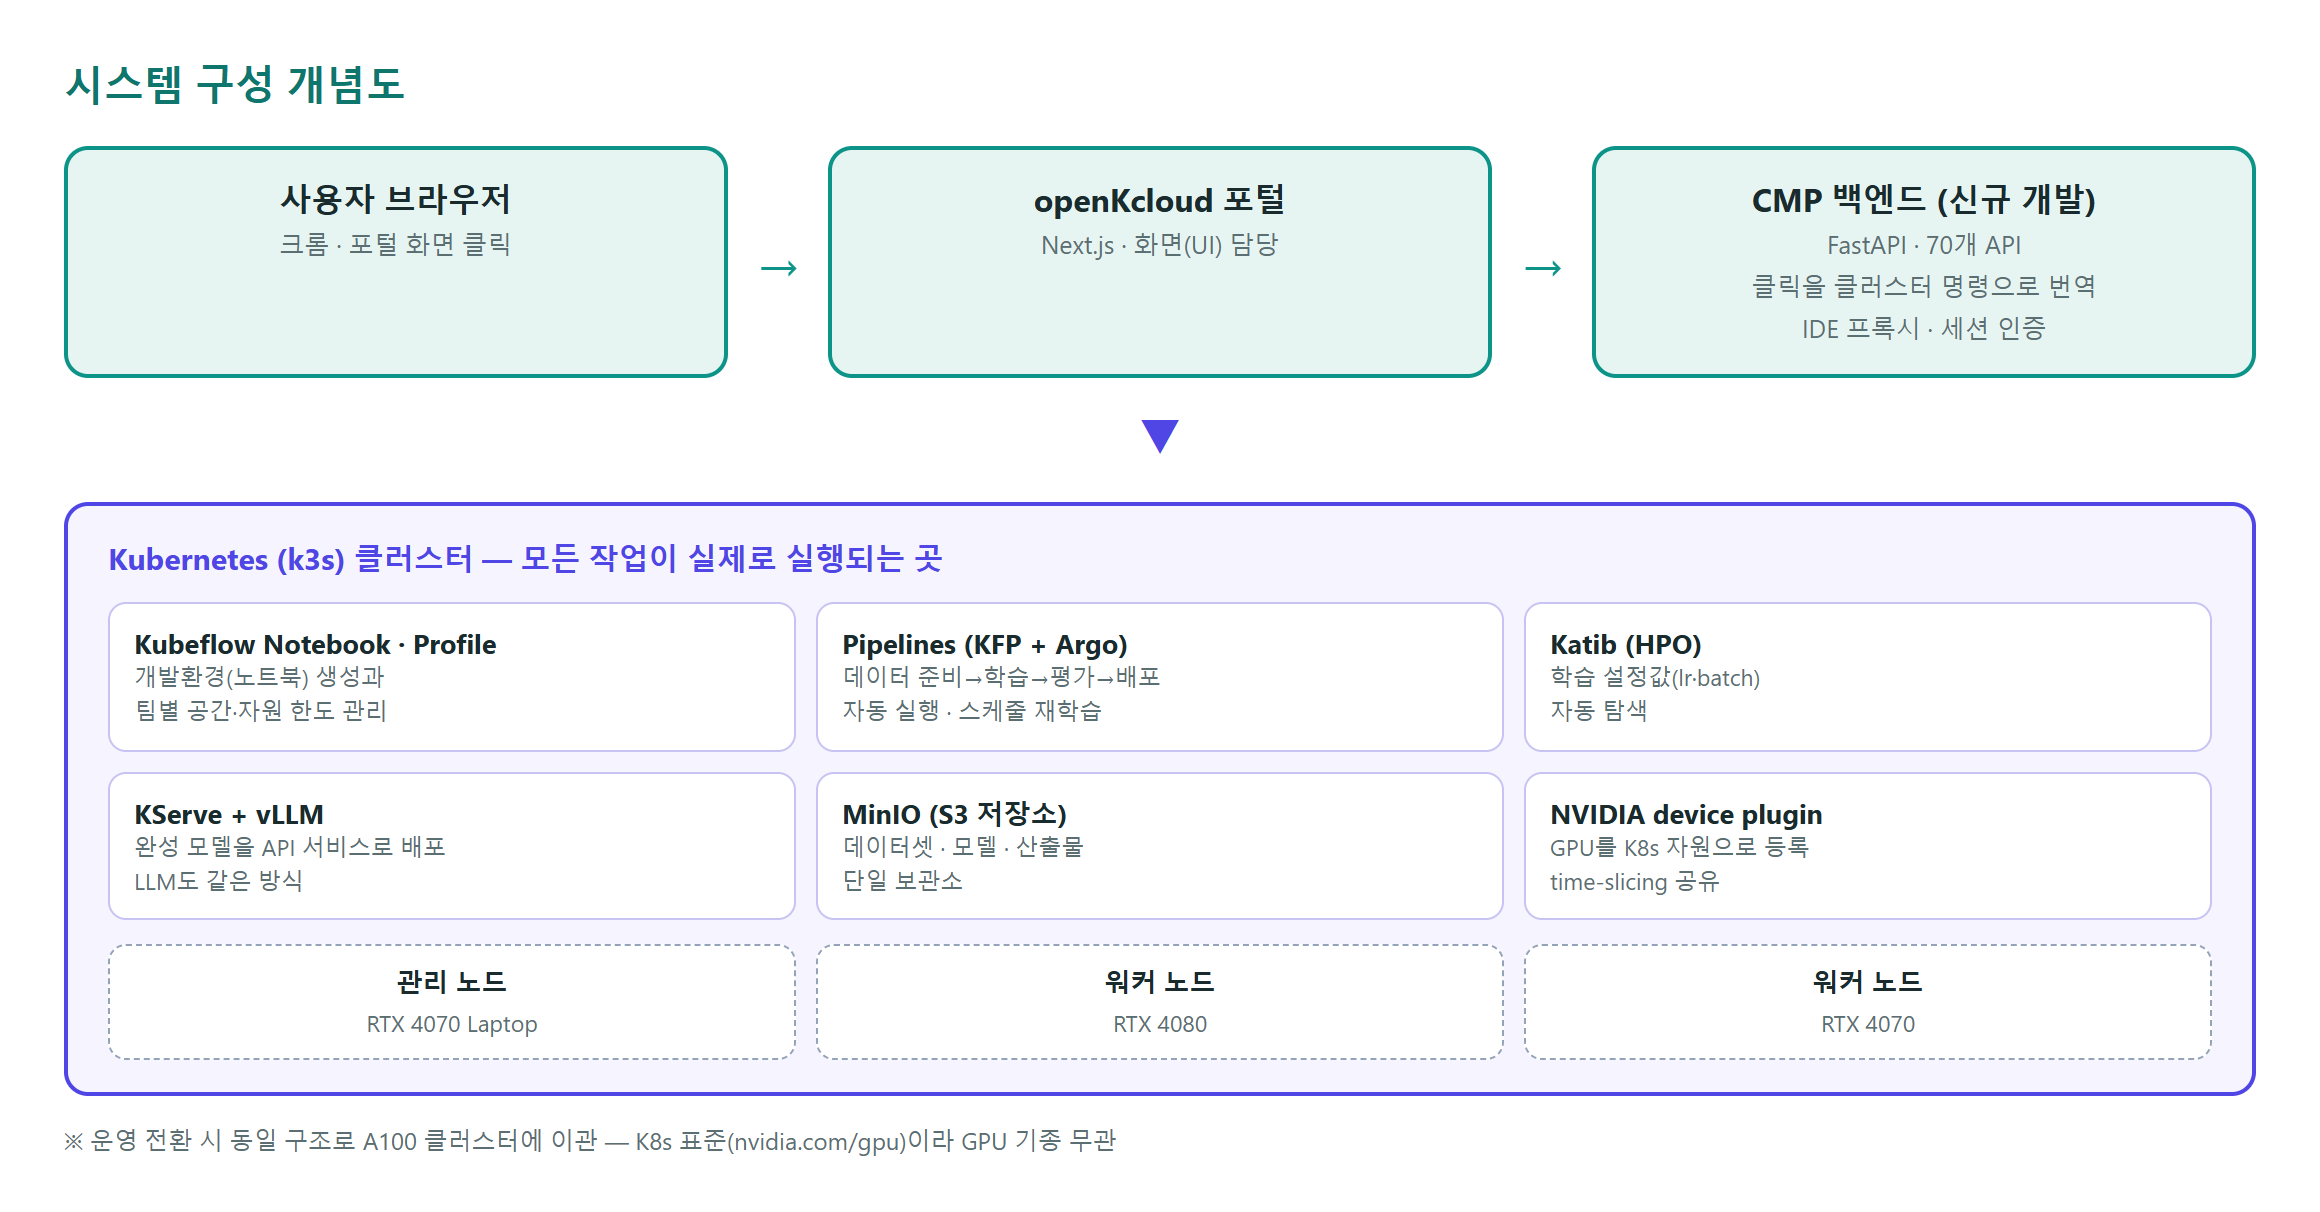 시스템 구성 개념도
사용자 브라우저
크롬 · 포털 화면 클릭
→
openKcloud 포털
Next.js · 화면(UI) 담당
→
CMP 백엔드 (신규 개발)
FastAPI · 70개 API
클릭을 클러스터 명령으로 번역
IDE 프록시 · 세션 인증
▼
Kubernetes (k3s) 클러스터 — 모든 작업이 실제로 실행되는 곳
Kubeflow Notebook · Profile
개발환경(노트북) 생성과
팀별 공간·자원 한도 관리
Pipelines (KFP + Argo)
데이터 준비→학습→평가→배포
자동 실행 · 스케줄 재학습
Katib (HPO)
학습 설정값(lr·batch)
자동 탐색
KServe + vLLM
완성 모델을 API 서비스로 배포
LLM도 같은 방식
MinIO (S3 저장소)
데이터셋 · 모델 · 산출물
단일 보관소
NVIDIA device plugin
GPU를 K8s 자원으로 등록
time-slicing 공유
관리 노드
RTX 4070 Laptop
워커 노드
RTX 4080
워커 노드
RTX 4070
※ 운영 전환 시 동일 구조로 A100 클러스터에 이관 — K8s 표준(nvidia.com/gpu)이라 GPU 기종 무관